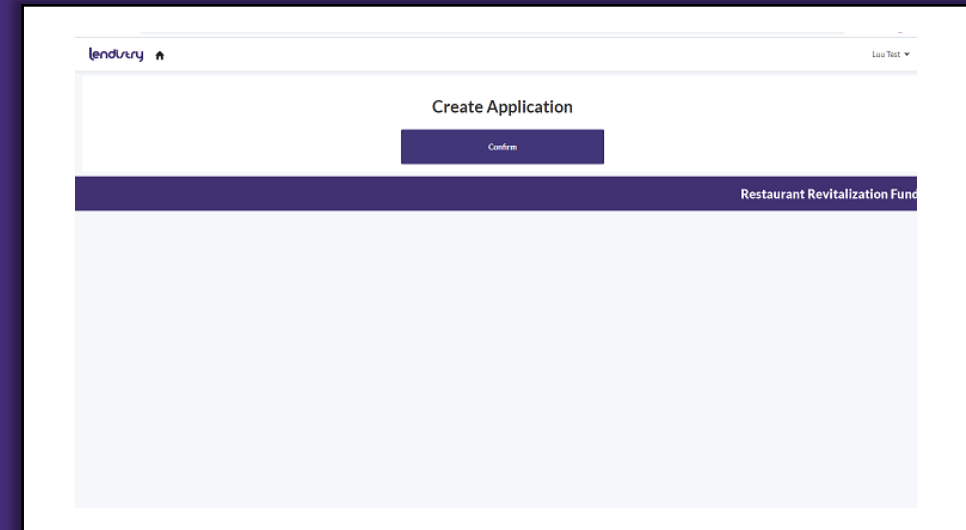 lendistry
Luu Test
Create Application
Confirm
Restaurant Revitalization Fund